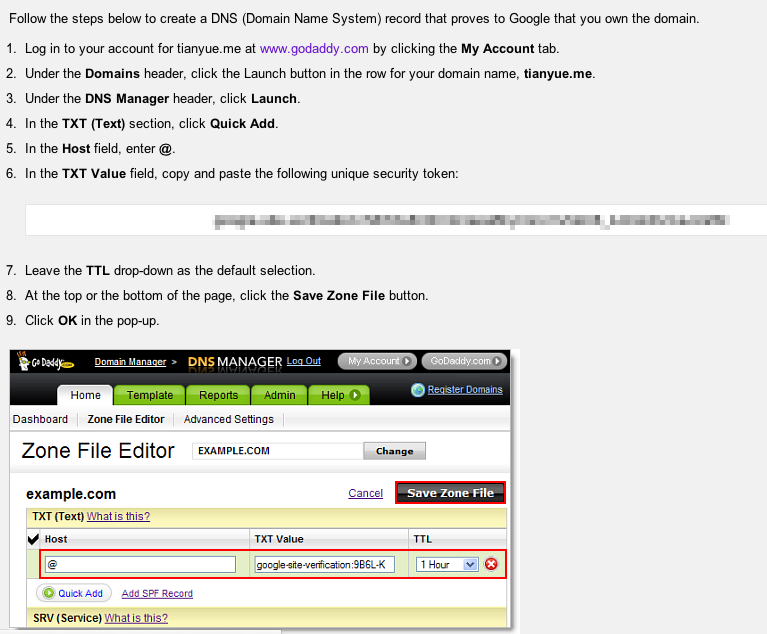 Follow the steps below to create a DNS (Domain Name System) record that proves to Google that you own the domain.
1. Log in to your account for tianyue.me at www.godaddy.com by clicking the My Account tab.
2. Under the Domains header, click the Launch button in the row for your domain name, tianyue.me.
3. Under the DNS Manager header, click Launch.
4. In the TXT (Text) section, click Quick Add.
5. In the Host field, enter @.
6. In the TXT Value field, copy and paste the following unique security token:
7. Leave the TTL drop-down as the default selection.
8. At the top or the bottom of the page, click the Save Zone File button.
9. Click OK in the pop-up.
Go Daddy.com Domain Manager > DNS MANAGER Log Out My Account GoDaddy.com
Home Template Reports Admin Help Register Domains
Dashboard Zone File Editor Advanced Settings
Zone File Editor EXAMPLE.COM Change
example.com Cancel Save Zone File
TXT (Text) What is this?
Host TXT Value TTL
@ google-site-verification:9B6L-K 1 Hour
Quick Add Add SPF Record
SRV (Service) What is this?